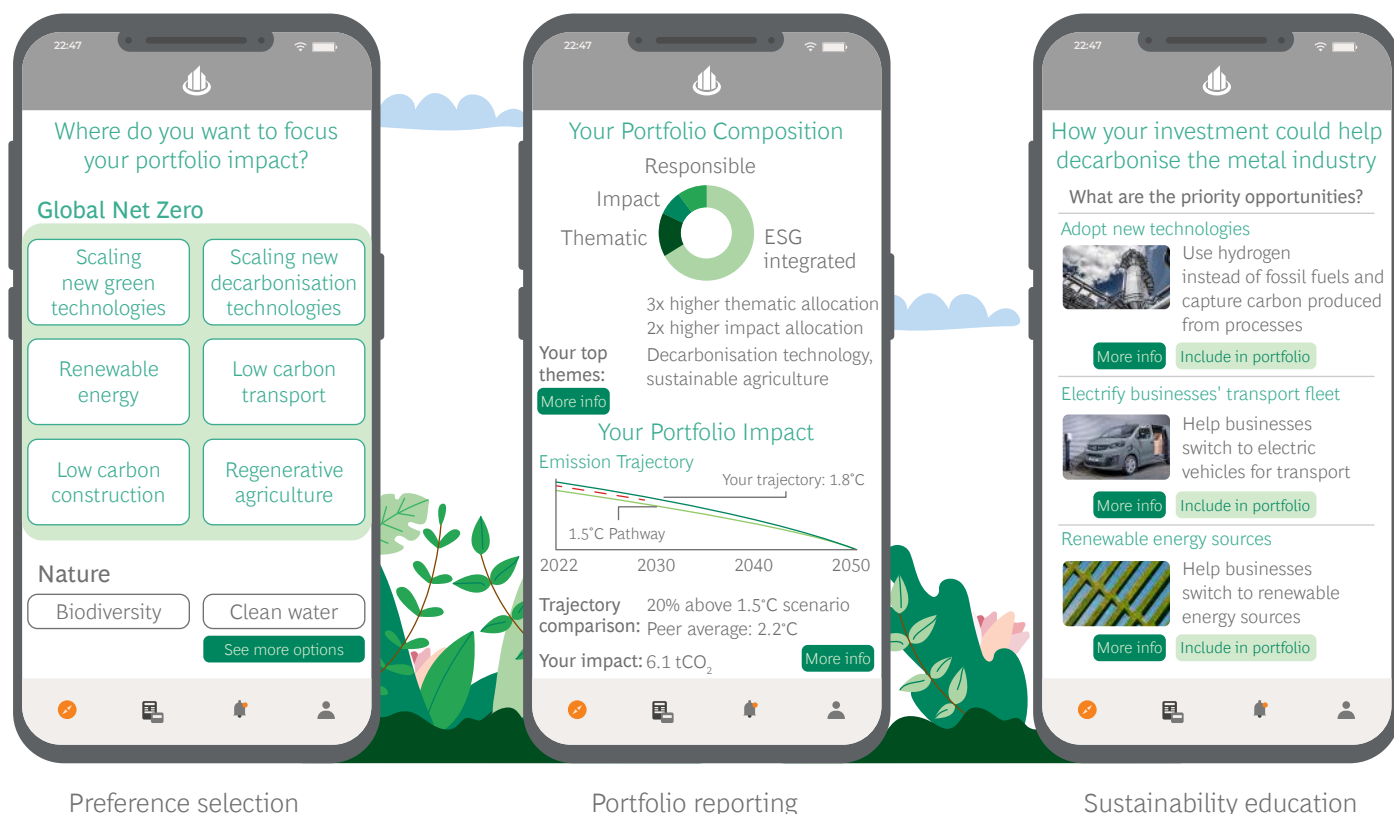 22:47
Where do you want to focus
your portfolio impact?
Global Net Zero
Scaling
new green
technologies
Scaling new
decarbonisation
technologies
Renewable
energy
Low carbon
transport
Low carbon
construction
Regenerative
agriculture
Nature
Biodiversity
Clean water
See more options
Preference selection
22:47
Your Portfolio Composition
Responsible
Impact
Thematic
ESG
integrated
3x higher thematic allocation
2x higher impact allocation
Your top
themes:
Decarbonisation technology,
sustainable agriculture
More info
Your Portfolio Impact
Emission Trajectory
Your trajectory: 1.8˚C
1.5˚C Pathway
2022 2030 2040 2050
Trajectory
comparison:
20% above 1.5˚C scenario
Peer average: 2.2˚C
Your impact: 6.1 tCO₂
More info
Portfolio reporting
22:47
How your investment could help
decarbonise the metal industry
What are the priority opportunities?
Adopt new technologies
Use hydrogen
instead of fossil fuels and
capture carbon produced
from processes
More info
Include in portfolio
Electrify businesses' transport fleet
Help businesses
switch to electric
vehicles for transport
More info
Include in portfolio
Renewable energy sources
Help businesses
switch to renewable
energy sources
More info
Include in portfolio
Sustainability education